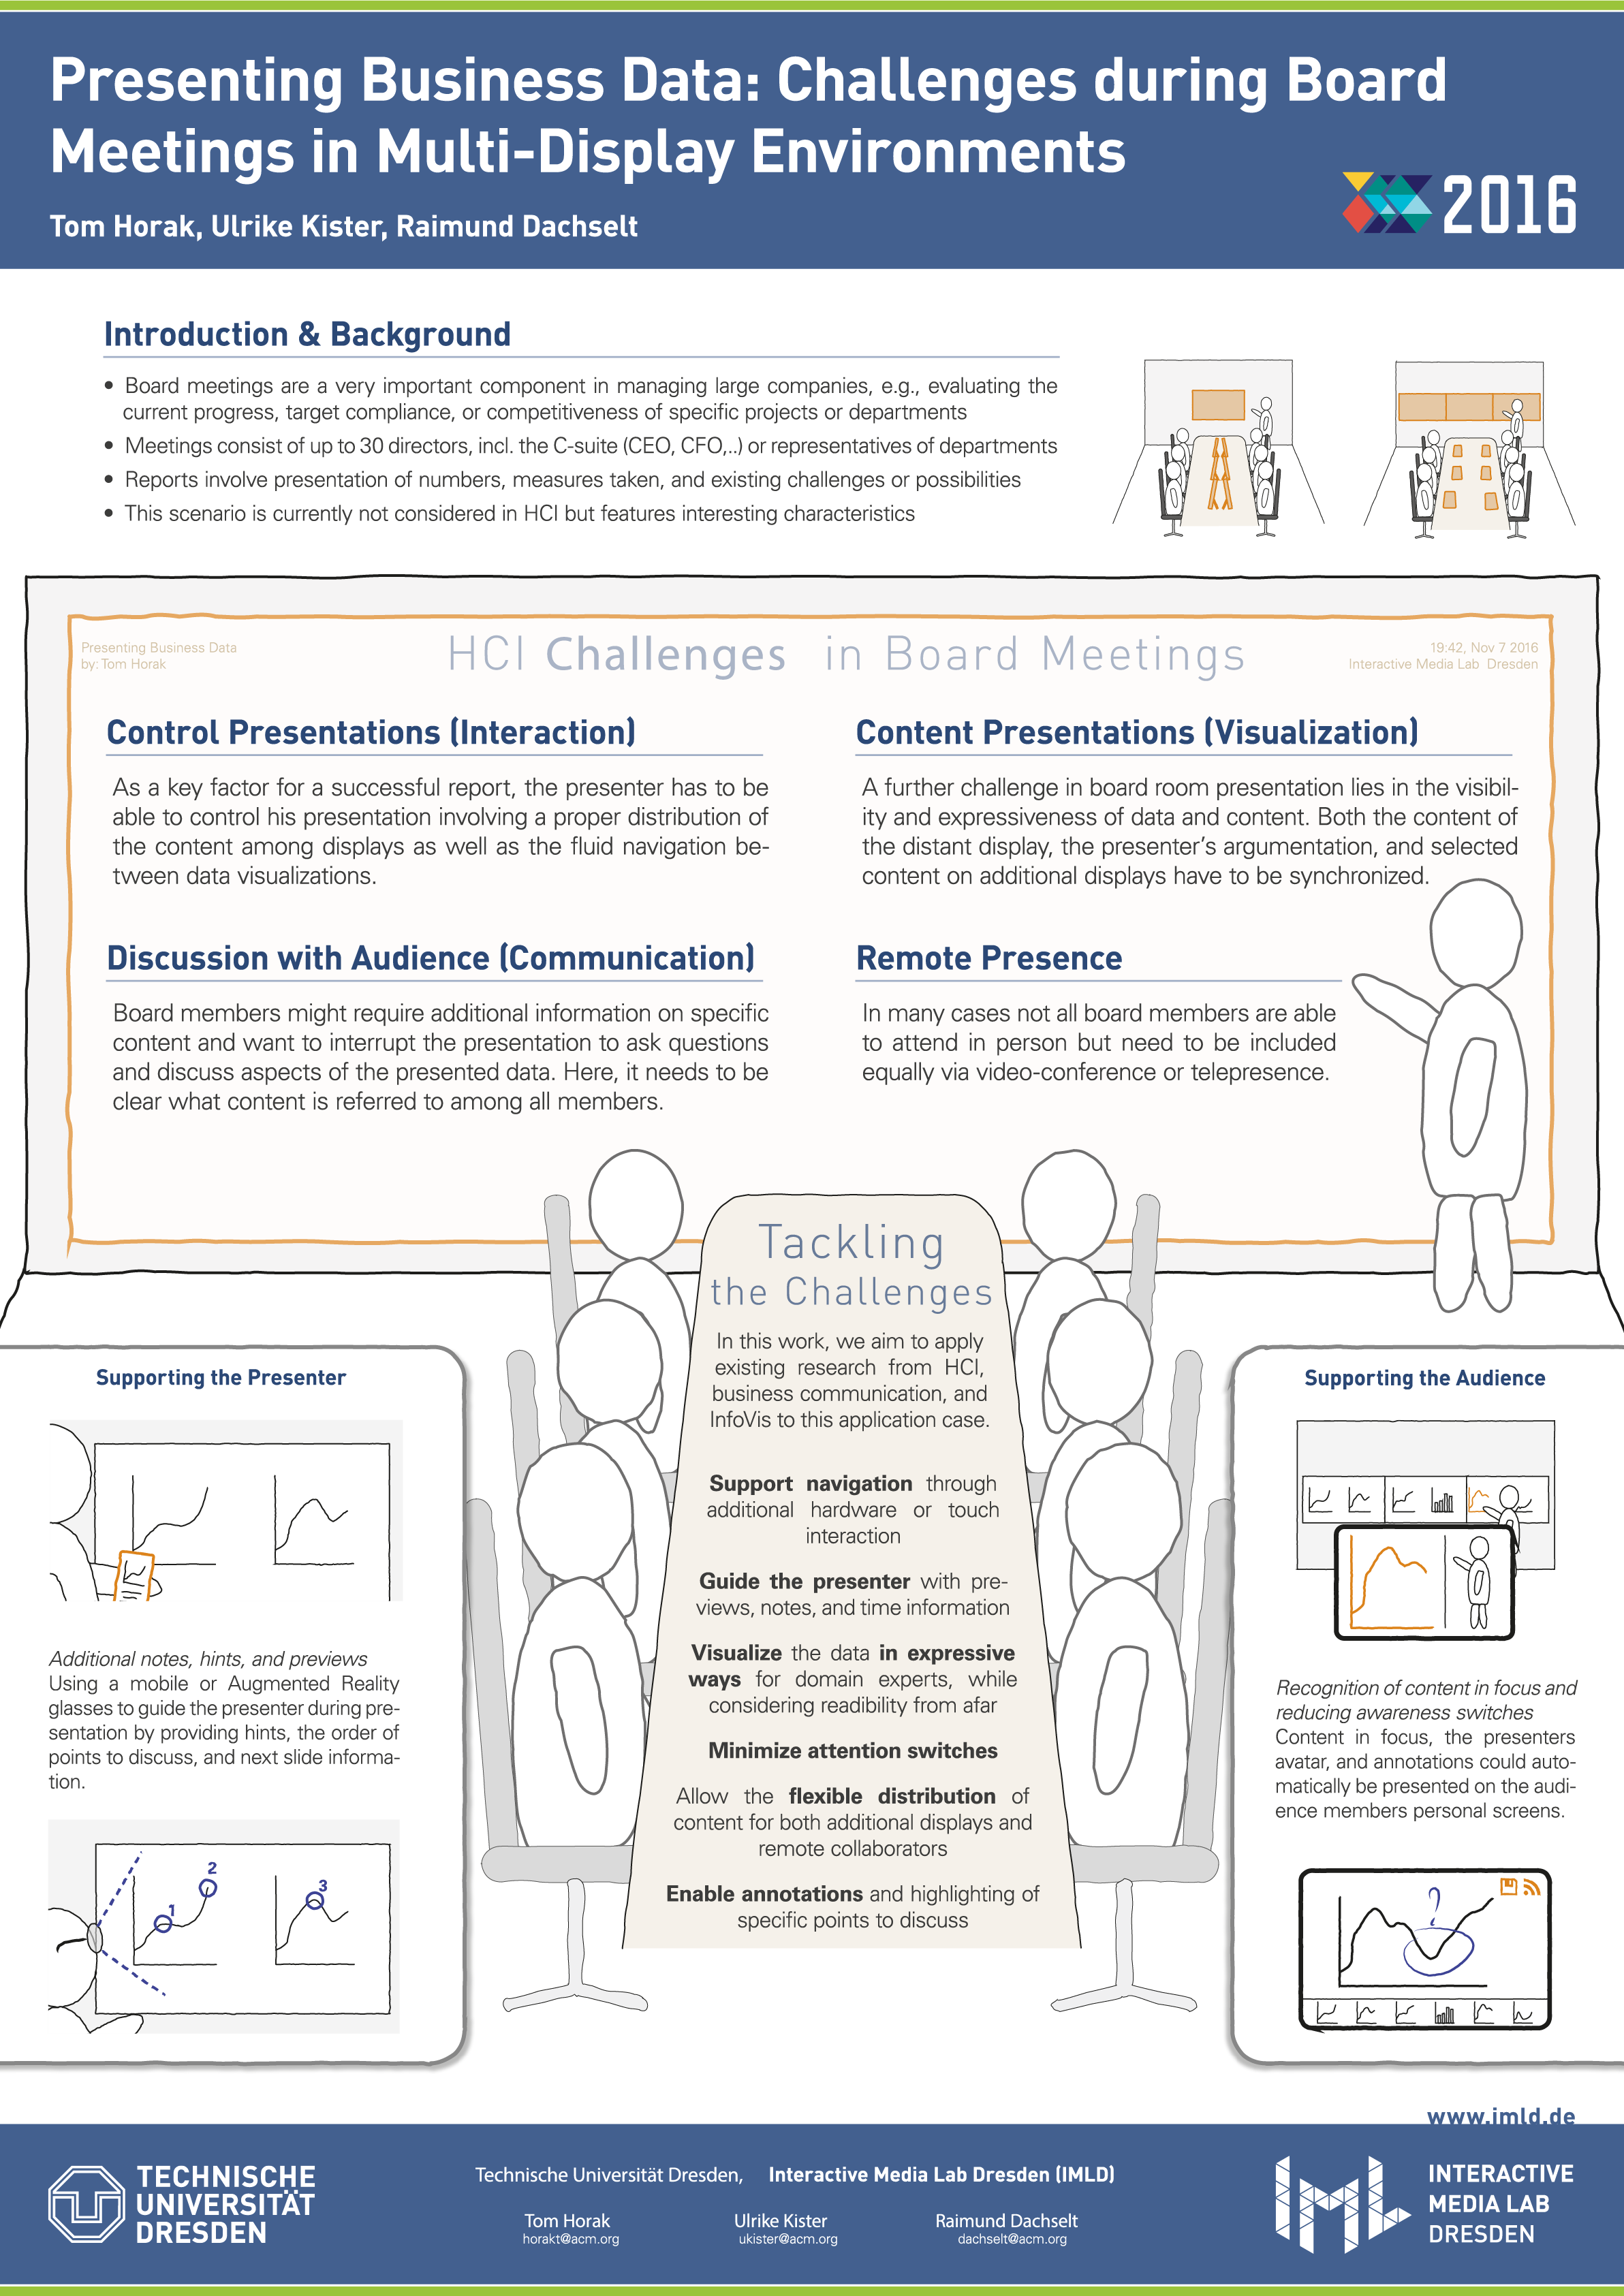 Presenting Business Data: Challenges during Board
Meetings in Multi-Display Environments
Tom Horak, Ulrike Kister, Raimund Dachselt
2016
Introduction & Background
• Board meetings are a very important component in managing large companies, e.g., evaluating the
current progress, target compliance, or competitiveness of specific projects or departments
• Meetings consist of up to 30 directors, incl. the C-suite (CEO, CFO,..) or representatives of departments
• Reports involve presentation of numbers, measures taken, and existing challenges or possibilities
• This scenario is currently not considered in HCI but features interesting characteristics
Presenting Business Data
by: Tom Horak
HCI Challenges in Board Meetings
19:42, Nov 7 2016
Interactive Media Lab Dresden
Control Presentations (Interaction)
As a key factor for a successful report, the presenter has to be
able to control his presentation involving a proper distribution of
the content among displays as well as the fluid navigation be-
tween data visualizations.
Content Presentations (Visualization)
A further challenge in board room presentation lies in the visibil-
ity and expressiveness of data and content. Both the content of
the distant display, the presenter's argumentation, and selected
content on additional displays have to be synchronized.
Discussion with Audience (Communication)
Board members might require additional information on specific
content and want to interrupt the presentation to ask questions
and discuss aspects of the presented data. Here, it needs to be
clear what content is referred to among all members.
Remote Presence
In many cases not all board members are able
to attend in person but need to be included
equally via video-conference or telepresence.
Tackling
the Challenges
In this work, we aim to apply
existing research from HCI,
business communication, and
InfoVis to this application case.
Support navigation through
additional hardware or touch
interaction
Guide the presenter with pre-
views, notes, and time information
Visualize the data in expressive
ways for domain experts, while
considering readibility from afar
Minimize attention switches
Allow the flexible distribution of
content for both additional displays and
remote collaborators
Enable annotations and highlighting of
specific points to discuss
Supporting the Presenter
Additional notes, hints, and previews
Using a mobile or Augmented Reality
glasses to guide the presenter during pre-
sentation by providing hints, the order of
points to discuss, and next slide informa-
tion.
1
2
3
Supporting the Audience
Recognition of content in focus and
reducing awareness switches
Content in focus, the presenters
avatar, and annotations could auto-
matically be presented on the audi-
ence members personal screens.
?
www.imld.de
TECHNISCHE
UNIVERSITÄT
DRESDEN
Technische Universität Dresden, Interactive Media Lab Dresden (IMLD)
Tom Horak
horakt@acm.org
Ulrike Kister
ukister@acm.org
Raimund Dachselt
dachselt@acm.org
INTERACTIVE
MEDIA LAB
DRESDEN